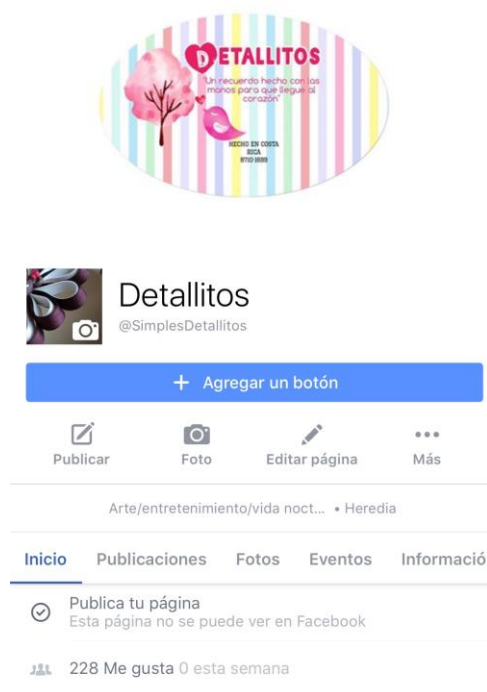 DETALLITOS
"Un recuerdo hecho con las
manos para que llegue al
corazón"
HECHO EN COSTA
RICA
8710-1699
Detallitos
@SimplesDetallitos
+ Agregar un botón
Publicar Foto Editar página Más
Arte/entretenimiento/vida noct... • Heredia
Inicio Publicaciones Fotos Eventos Informació
Publica tu página
Esta página no se puede ver en Facebook
228 Me gusta 0 esta semana